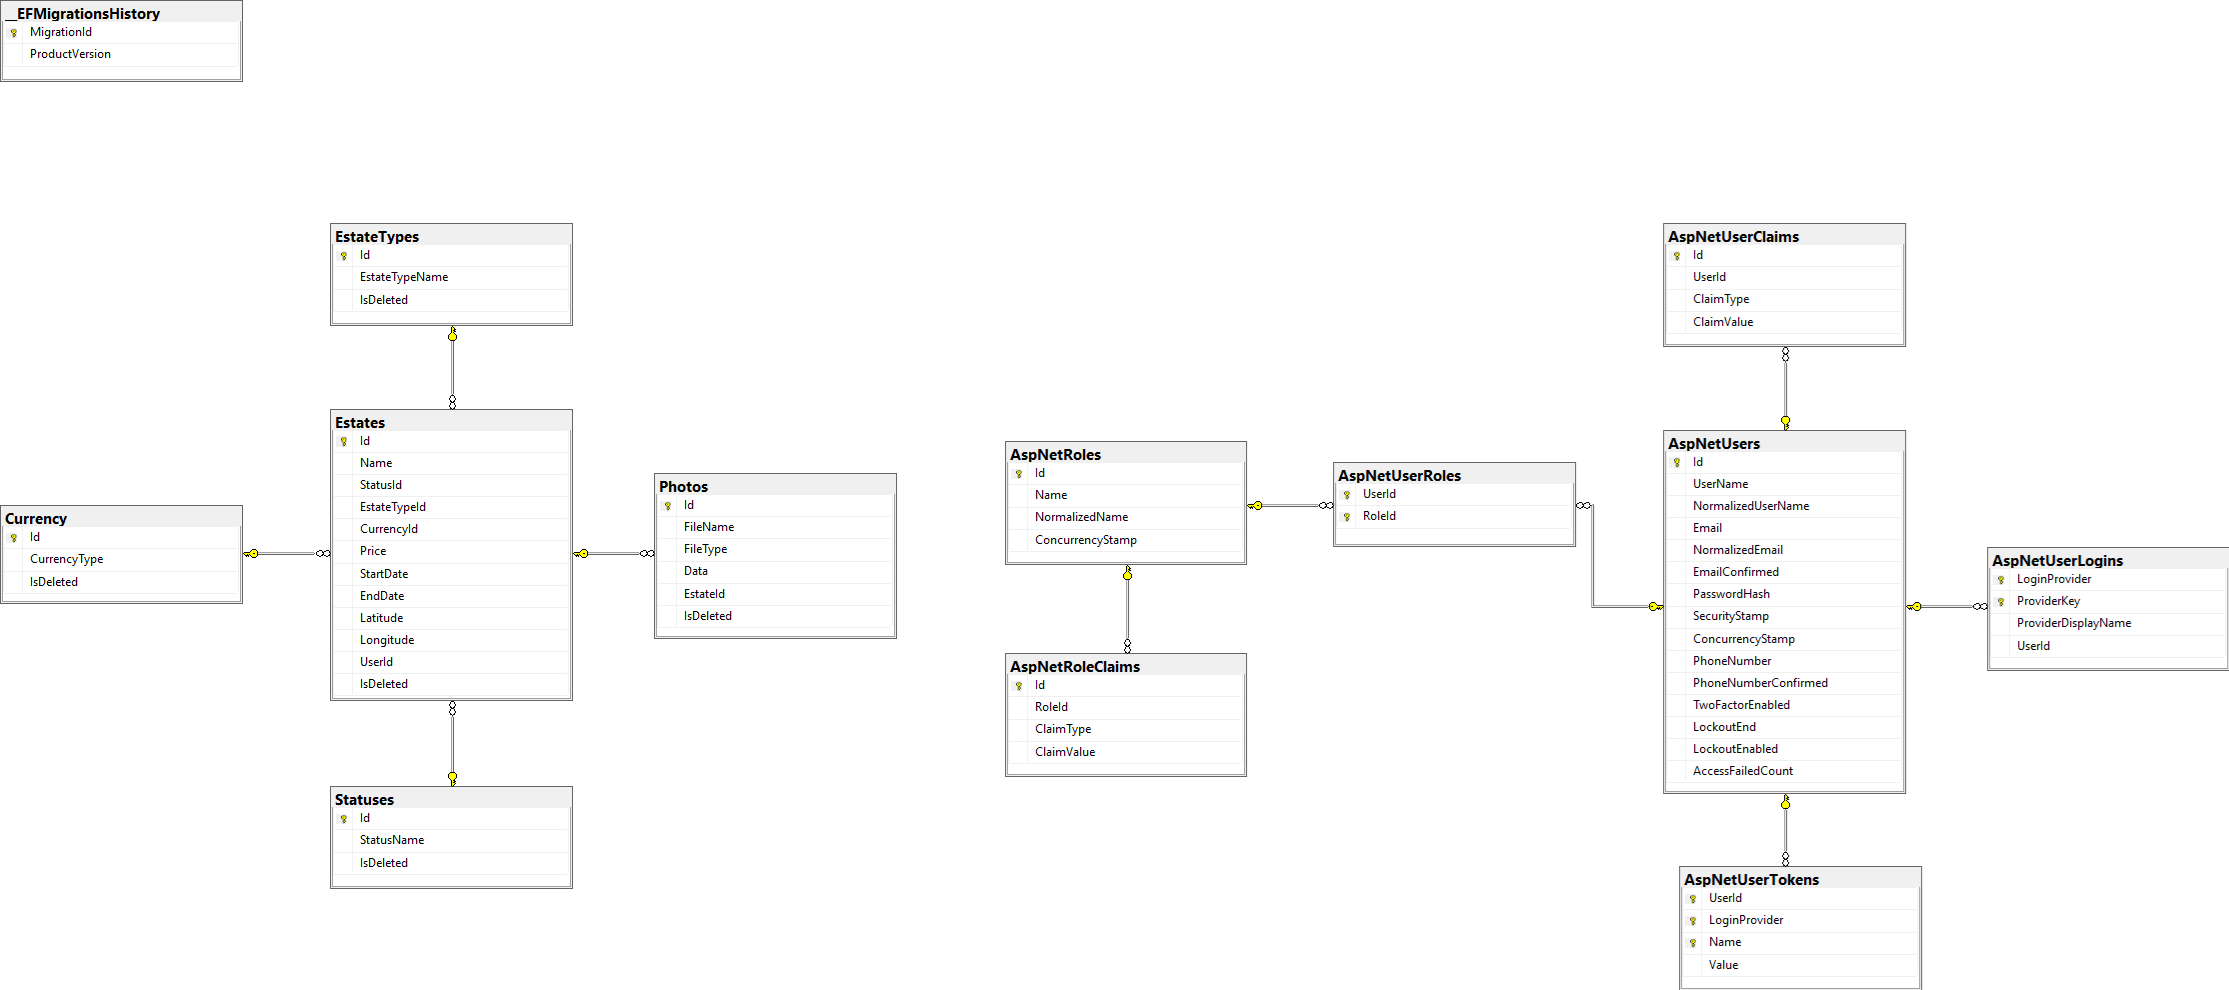 __EFMigrationsHistory
MigrationId
ProductVersion
EstateTypes
Id
EstateTypeName
IsDeleted
Estates
Id
Name
StatusId
EstateTypeId
CurrencyId
Price
StartDate
EndDate
Latitude
Longitude
UserId
IsDeleted
Currency
Id
CurrencyType
IsDeleted
Photos
Id
FileName
FileType
Data
EstateId
IsDeleted
Statuses
Id
StatusName
IsDeleted
AspNetRoles
Id
Name
NormalizedName
ConcurrencyStamp
AspNetRoleClaims
Id
RoleId
ClaimType
ClaimValue
AspNetUserRoles
UserId
RoleId
AspNetUserClaims
Id
UserId
ClaimType
ClaimValue
AspNetUsers
Id
UserName
NormalizedUserName
Email
NormalizedEmail
EmailConfirmed
PasswordHash
SecurityStamp
ConcurrencyStamp
PhoneNumber
PhoneNumberConfirmed
TwoFactorEnabled
LockoutEnd
LockoutEnabled
AccessFailedCount
AspNetUserLogins
LoginProvider
ProviderKey
ProviderDisplayName
UserId
AspNetUserTokens
UserId
LoginProvider
Name
Value